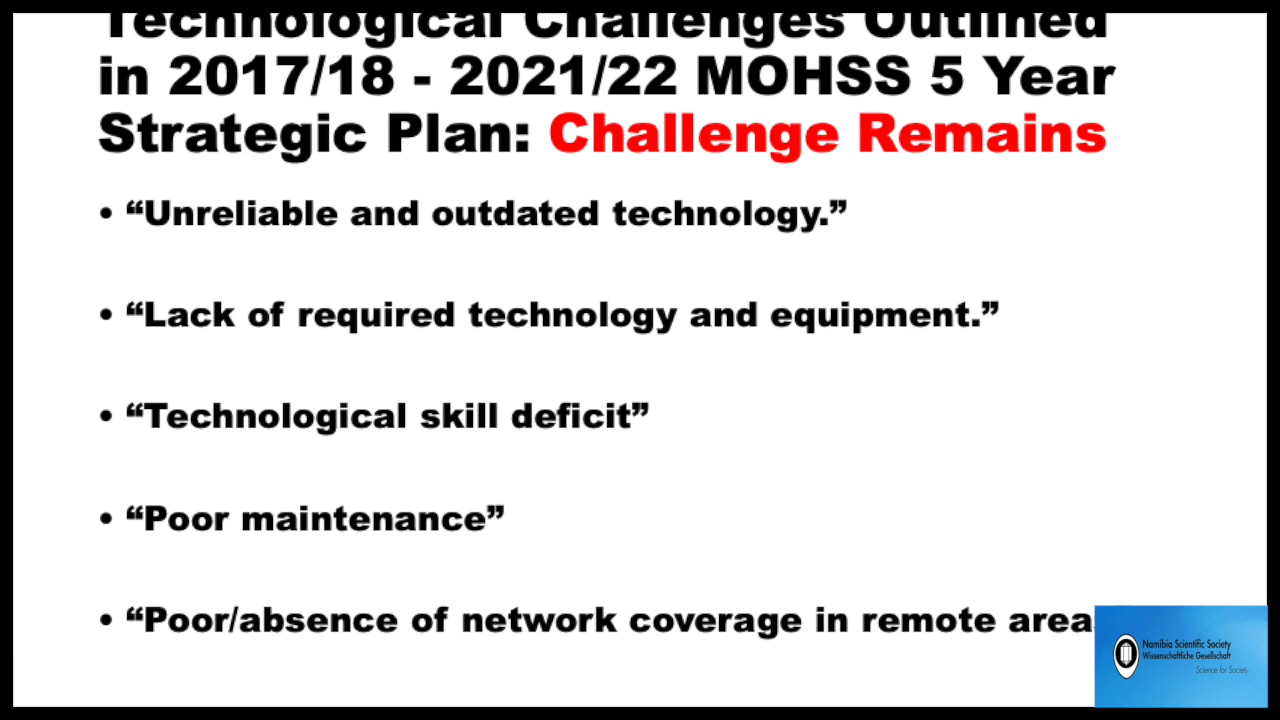 Technological Challenges Outlined
in 2017/18 - 2021/22 MOHSS 5 Year
Strategic Plan: Challenge Remains
• “Unreliable and outdated technology.”
• “Lack of required technology and equipment.”
• “Technological skill deficit”
• “Poor maintenance”
• “Poor/absence of network coverage in remote area
Namibia Scientific Society
Wissenschaftliche Gesellschaft
Science for Society